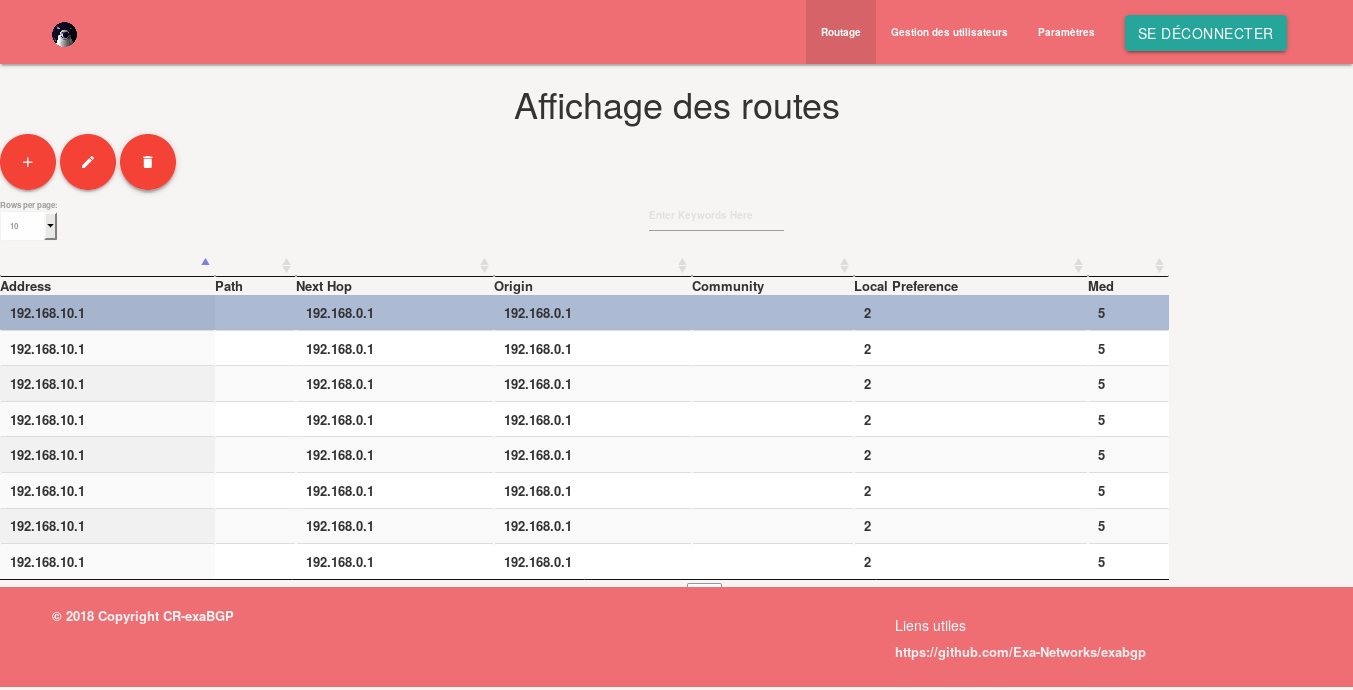 Routage Gestion des utilisateurs Paramètres SE DÉCONNECTER
Affichage des routes
Rows per page:
10
Enter Keywords Here
Address Path Next Hop Origin Community Local Preference Med
192.168.10.1 192.168.0.1 192.168.0.1 2 5
192.168.10.1 192.168.0.1 192.168.0.1 2 5
192.168.10.1 192.168.0.1 192.168.0.1 2 5
192.168.10.1 192.168.0.1 192.168.0.1 2 5
192.168.10.1 192.168.0.1 192.168.0.1 2 5
192.168.10.1 192.168.0.1 192.168.0.1 2 5
192.168.10.1 192.168.0.1 192.168.0.1 2 5
192.168.10.1 192.168.0.1 192.168.0.1 2 5
© 2018 Copyright CR-exaBGP
Liens utiles
https://github.com/Exa-Networks/exabgp